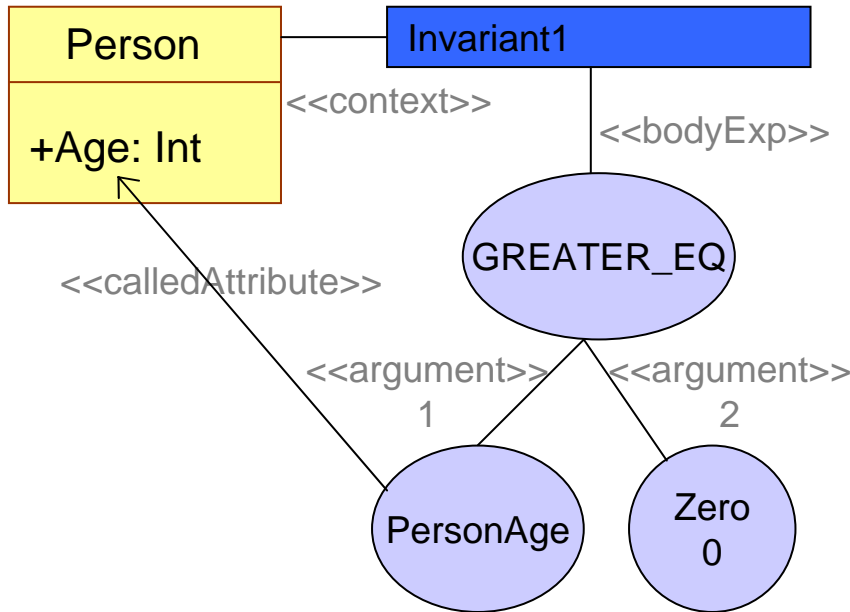 Person
Invariant1
<<context>>
+Age: Int
<<bodyExp>>
GREATER_EQ
<<calledAttribute>>
<<argument>>
1
<<argument>>
2
PersonAge
Zero
0